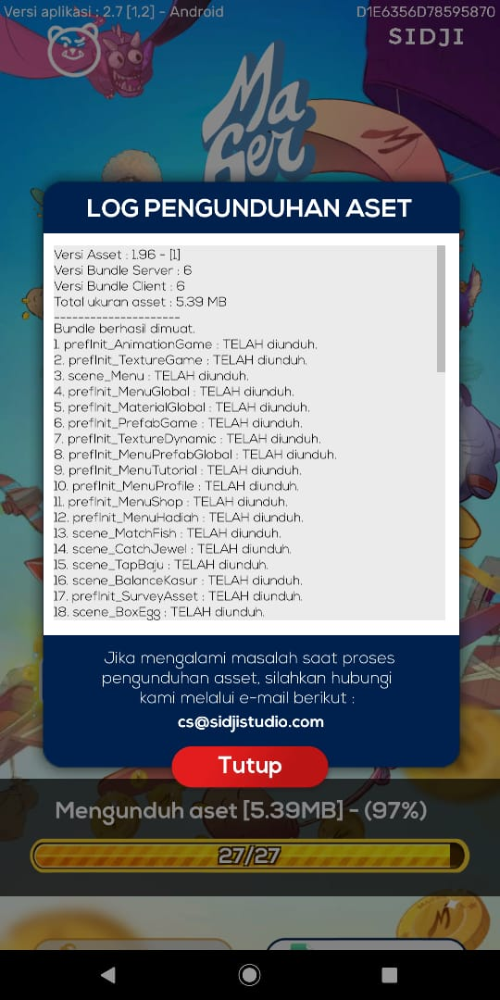 Versi aplikasi : 2.7 [1,2] - Android
D1E6356D78595870
SIDJI
Ma
Ger
LOG PENGUNDUHAN ASET
Versi Asset : 1.96 - [1]
Versi Bundle Server : 6
Versi Bundle Client : 6
Total ukuran asset : 5.39 MB
---------------------
Bundle berhasil dimuat.
1. prefInit_AnimationGame : TELAH diunduh.
2. prefInit_TextureGame : TELAH diunduh.
3. scene_Menu : TELAH diunduh.
4. prefInit_MenuGlobal : TELAH diunduh.
5. prefInit_MaterialGlobal : TELAH diunduh.
6. prefInit_PrefabGame : TELAH diunduh.
7. prefInit_TextureDynamic : TELAH diunduh.
8. prefInit_MenuPrefabGlobal : TELAH diunduh.
9. prefInit_MenuTutorial : TELAH diunduh.
10. prefInit_MenuProfile : TELAH diunduh.
11. prefInit_MenuShop : TELAH diunduh.
12. prefInit_MenuHadiah : TELAH diunduh.
13. scene_MatchFish : TELAH diunduh.
14. scene_CatchJewel : TELAH diunduh.
15. scene_TapBaju : TELAH diunduh.
16. scene_BalanceKasur : TELAH diunduh.
17. prefInit_SurveyAsset : TELAH diunduh.
18. scene_BoxEgg : TELAH diunduh.
Jika mengalami masalah saat proses
pengunduhan asset, silahkan hubungi
kami melalui e-mail berikut :
cs@sidjistudio.com
Tutup
Mengunduh aset [5.39MB] - (97%)
27/27